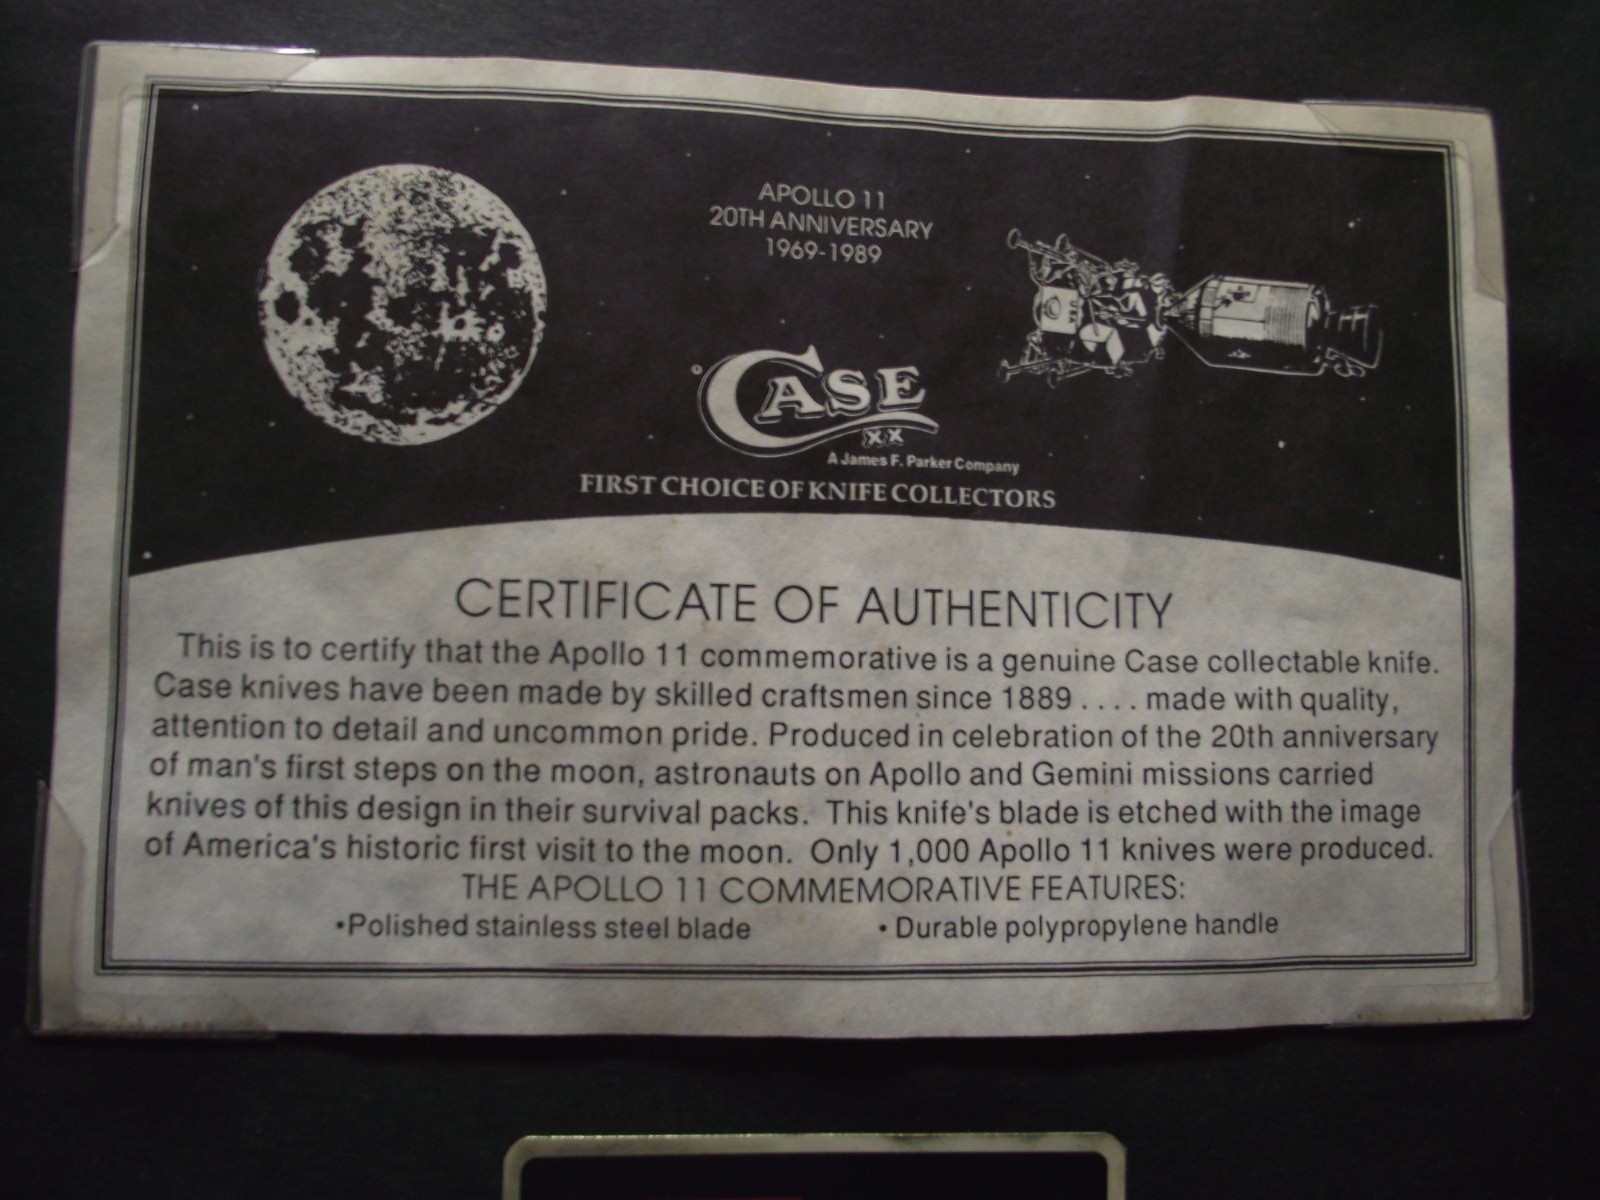 APOLLO 11
20TH ANNIVERSARY
1969-1989
CASE
XX
A James F. Parker Company
FIRST CHOICE OF KNIFE COLLECTORS
USA
CERTIFICATE OF AUTHENTICITY
This is to certify that the Apollo 11 commemorative is a genuine Case collectable knife.
Case knives have been made by skilled craftsmen since 1889 . . . . made with quality,
attention to detail and uncommon pride. Produced in celebration of the 20th anniversary
of man's first steps on the moon, astronauts on Apollo and Gemini missions carried
knives of this design in their survival packs. This knife's blade is etched with the image
of America's historic first visit to the moon. Only 1,000 Apollo 11 knives were produced.
THE APOLLO 11 COMMEMORATIVE FEATURES:
•Polished stainless steel blade • Durable polypropylene handle